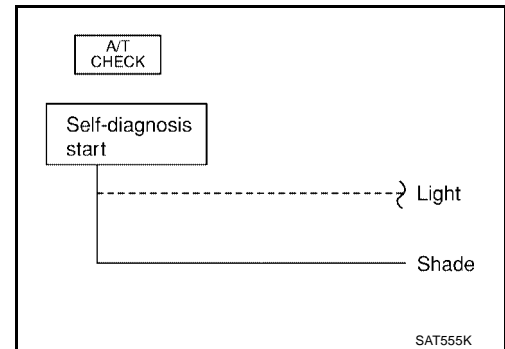 A/T
CHECK
Self-diagnosis
start
Light
Shade
SAT555K